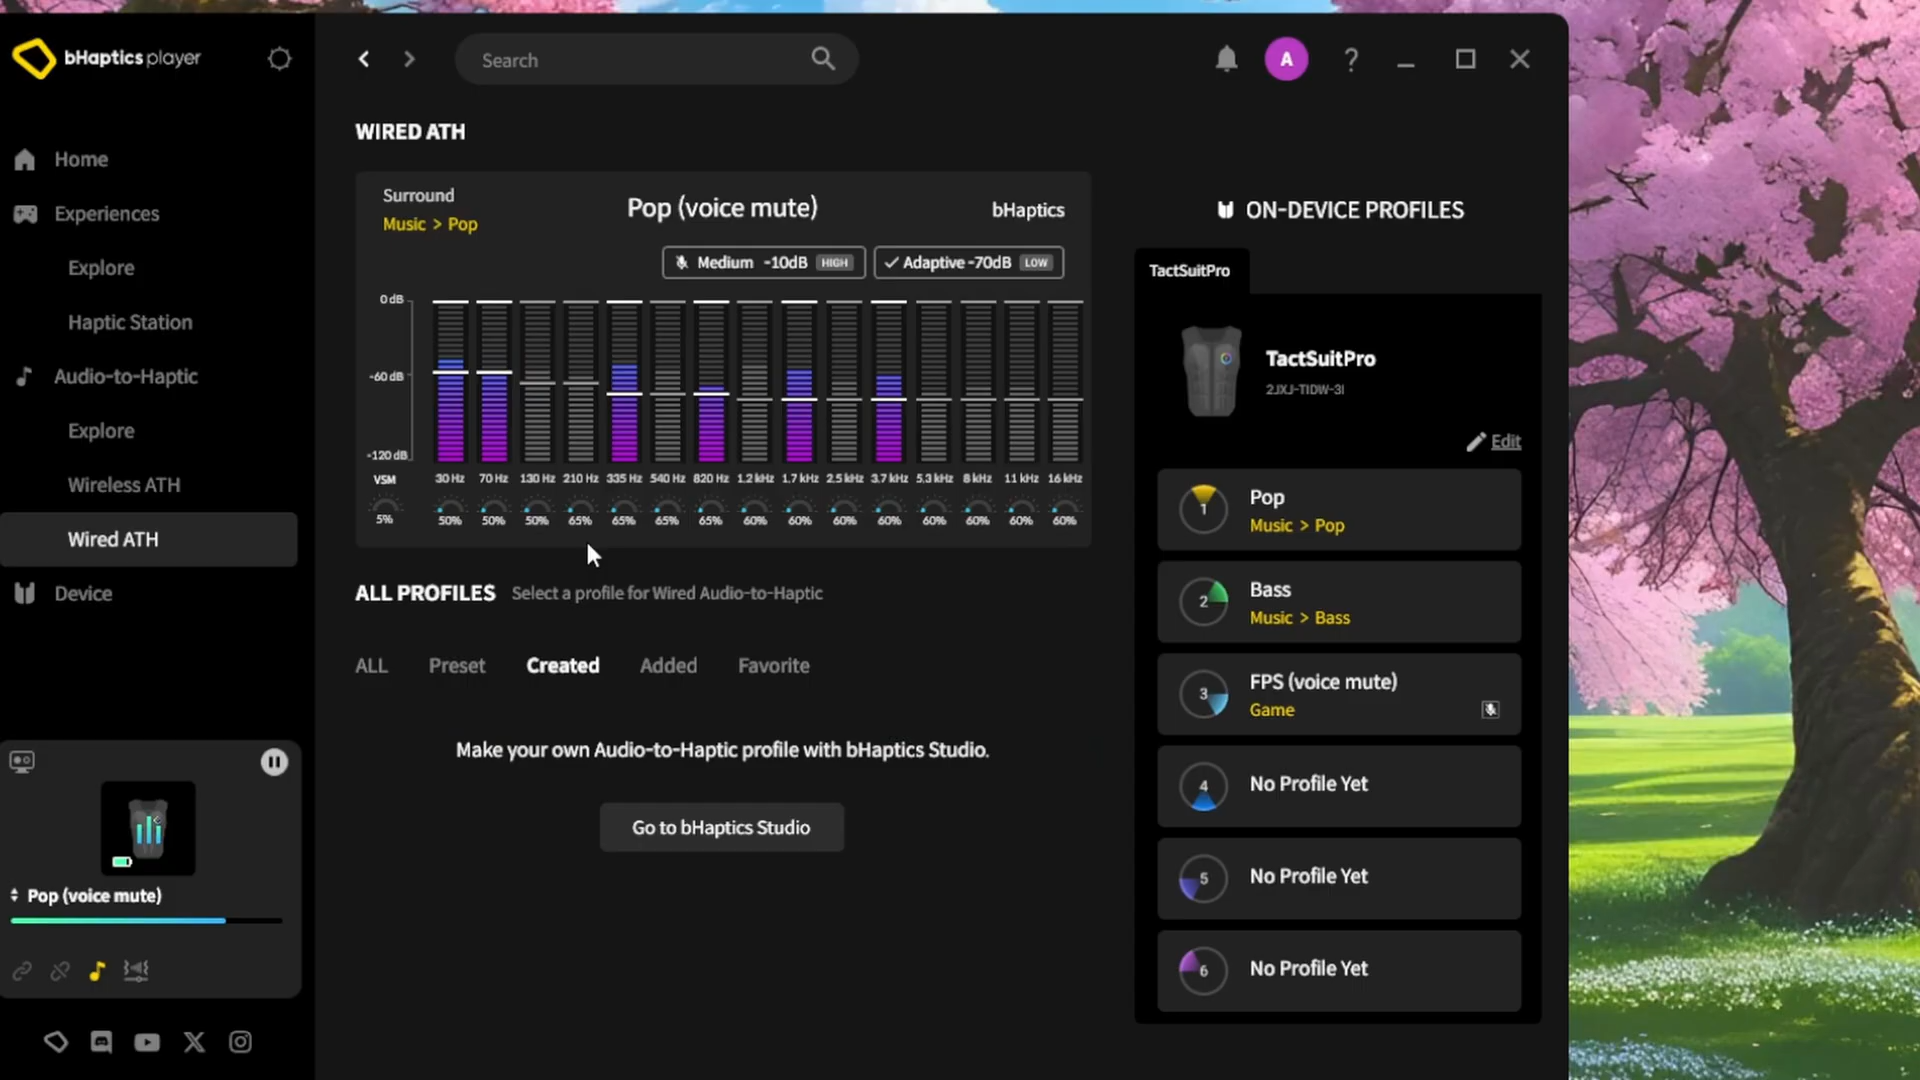 bHaptics player
Search
A
?
Home
Experiences
Explore
Haptic Station
Audio-to-Haptic
Explore
Wireless ATH
Wired ATH
Device
Pop (voice mute)
WIRED ATH
Surround
Music > Pop
Pop (voice mute)
bHaptics
Medium -10dB HIGH
Adaptive -70dB LOW
0 dB
-60 dB
-120 dB
VSM 30 Hz 70 Hz 130 Hz 210 Hz 335 Hz 540 Hz 820 Hz 1.2 kHz 1.7 kHz 2.5 kHz 3.7 kHz 5.3 kHz 8 kHz 11 kHz 16 kHz
5% 50% 50% 50% 65% 65% 65% 65% 60% 60% 60% 60% 60% 60% 60% 60%
ALL PROFILES Select a profile for Wired Audio-to-Haptic
ALL Preset Created Added Favorite
Make your own Audio-to-Haptic profile with bHaptics Studio.
Go to bHaptics Studio
ON-DEVICE PROFILES
TactSuitPro
TactSuitPro
2JXJ-TIDW-3I
Edit
1
Pop
Music > Pop
2
Bass
Music > Bass
3
FPS (voice mute)
Game
4
No Profile Yet
5
No Profile Yet
6
No Profile Yet